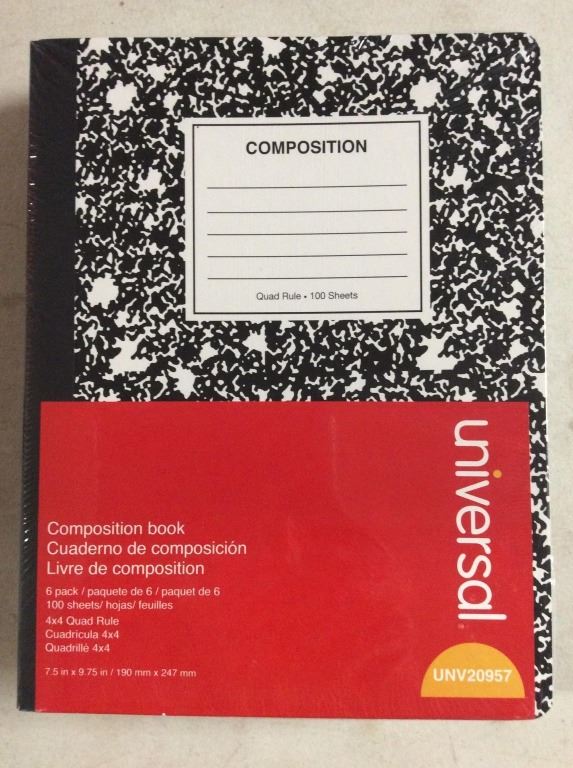 COMPOSITION
Quad Rule • 100 Sheets
universal
Composition book
Cuaderno de composición
Livre de composition
6 pack / paquete de 6 / paquet de 6
100 sheets/ hojas/ feuilles
4x4 Quad Rule
Cuadricula 4x4
Quadrillé 4x4
7.5 in x 9.75 in / 190 mm x 247 mm
UNV20957